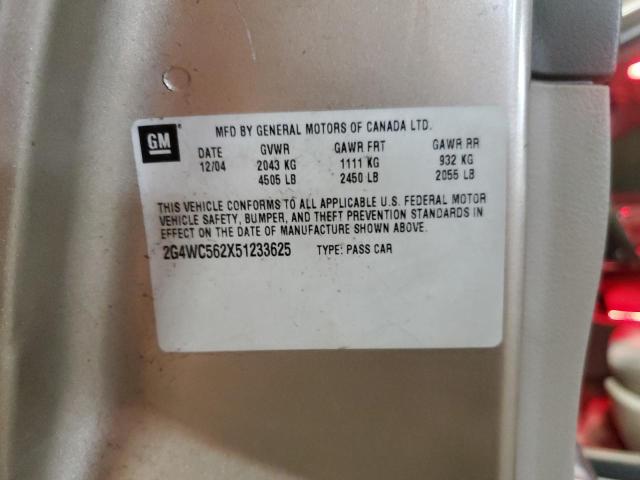 GM
MFD BY GENERAL MOTORS OF CANADA LTD.
DATE GVWR GAWR FRT GAWR RR
12/04 2043 KG 1111 KG 932 KG
4505 LB 2450 LB 2055 LB
THIS VEHICLE CONFORMS TO ALL APPLICABLE U.S. FEDERAL MOTOR
VEHICLE SAFETY, BUMPER, AND THEFT PREVENTION STANDARDS IN
EFFECT ON THE DATE OF MANUFACTURE SHOWN ABOVE.
2G4WC562X51233625 TYPE: PASS CAR